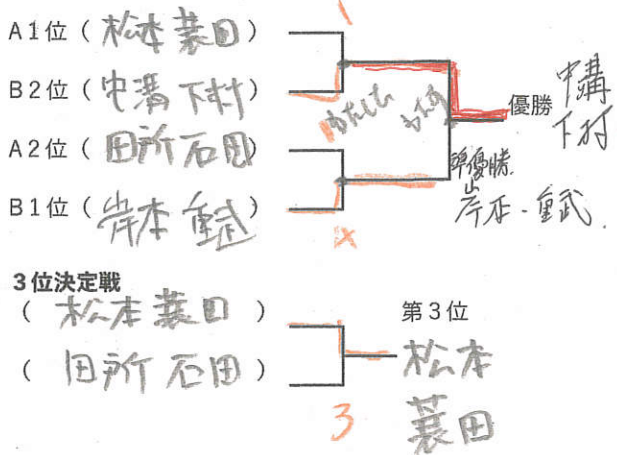 A1位（松本 蓑田）
B2位（中溝 下村）
A2位（田所 石田）
B1位（岸本 重武）
優勝
中溝
下村
準優勝
岸本・重武
3位決定戦
（ 松本 蓑田 ）
（ 田所 石田 ）
3
第3位
松本
蓑田